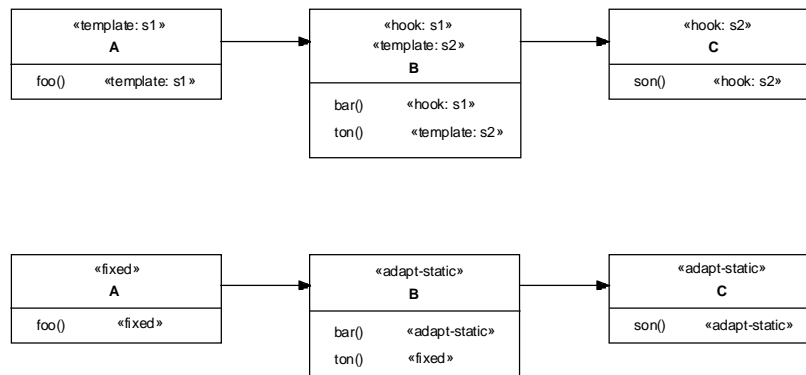 «template: s1»
A
foo() «template: s1»
«hook: s1»
«template: s2»
B
bar() «hook: s1»
ton() «template: s2»
«hook: s2»
C
son() «hook: s2»
«fixed»
A
foo() «fixed»
«adapt-static»
B
bar() «adapt-static»
ton() «fixed»
«adapt-static»
C
son() «adapt-static»